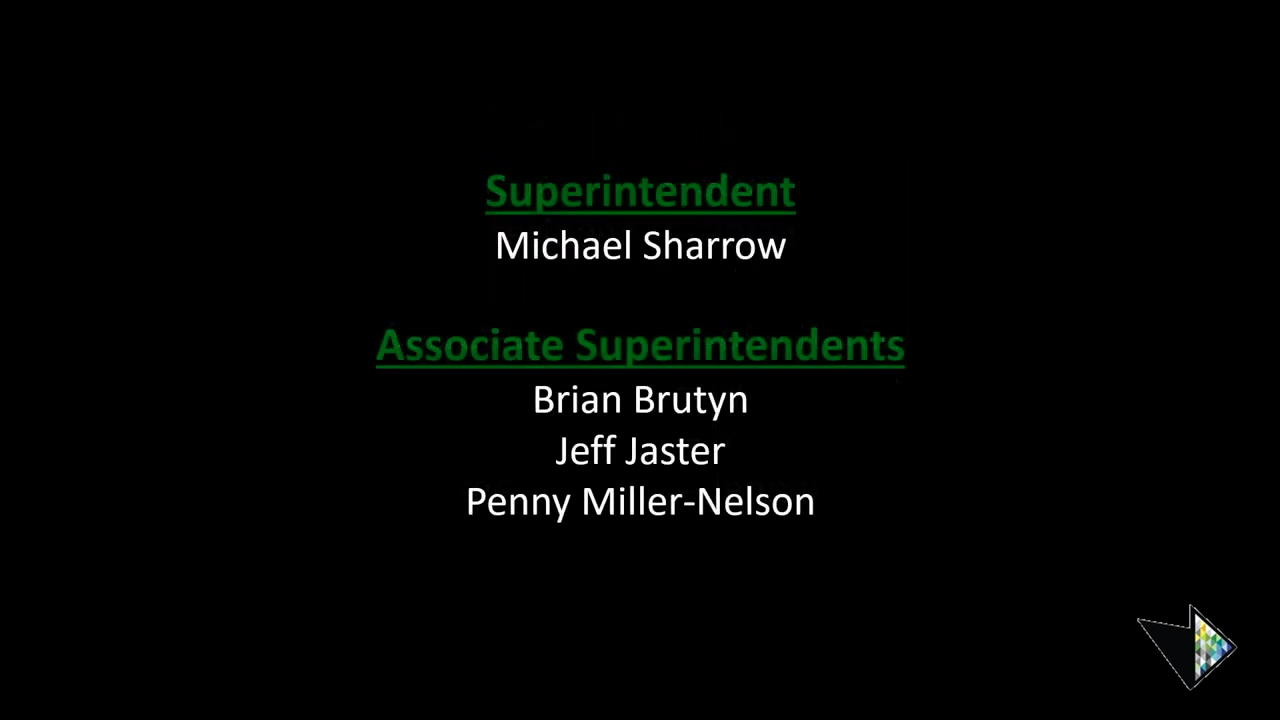 Superintendent
Michael Sharrow
Associate Superintendents
Brian Brutyn
Jeff Jaster
Penny Miller-Nelson